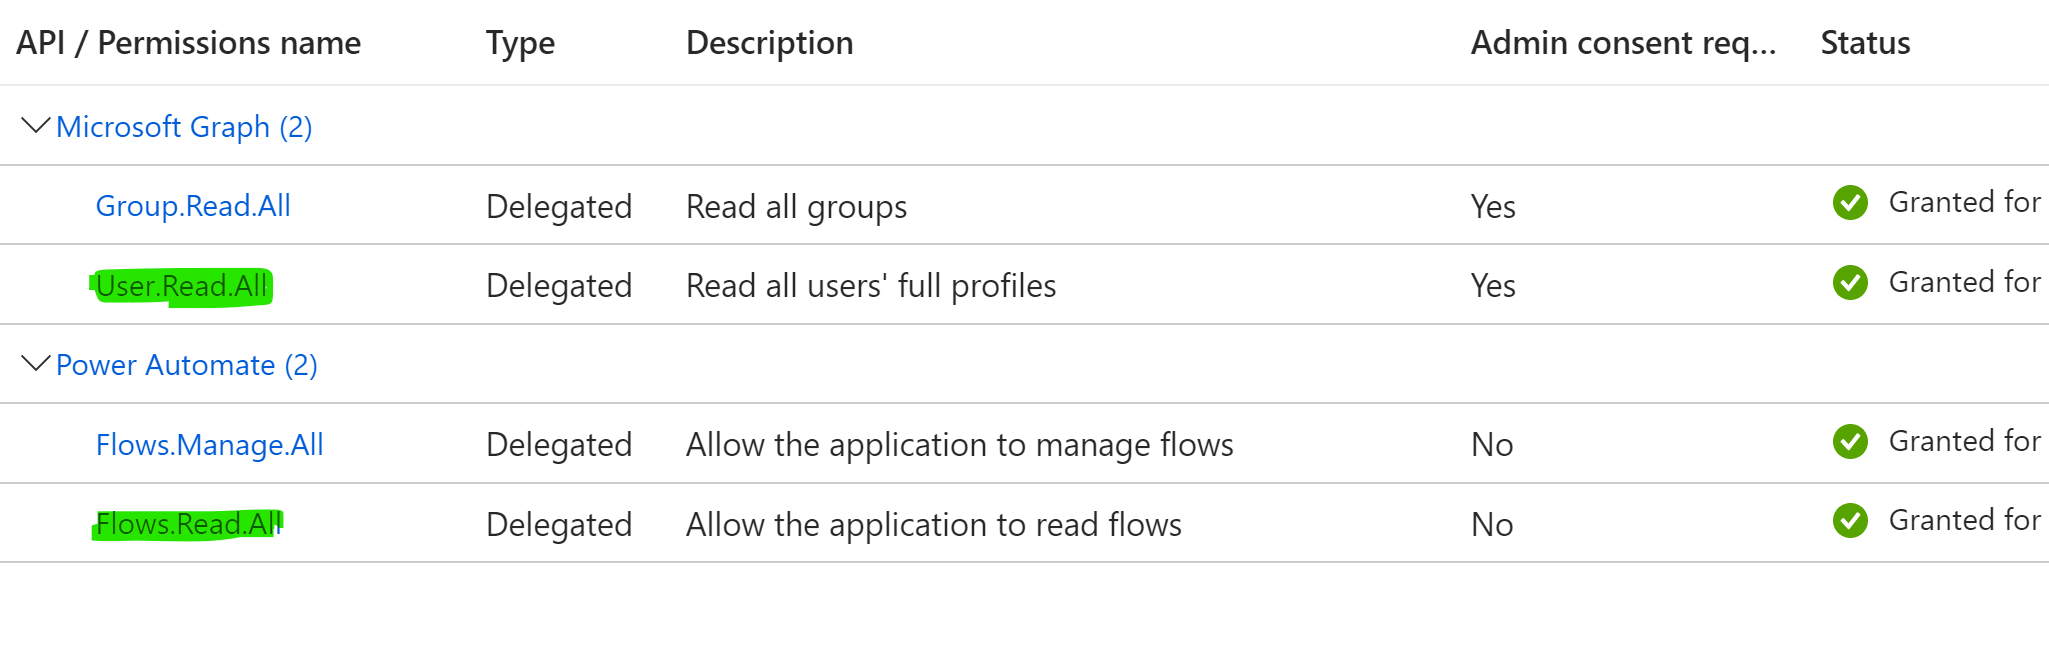 API / Permissions name Type Description Admin consent req... Status
Microsoft Graph (2)
Group.Read.All Delegated Read all groups Yes Granted for
User.Read.All Delegated Read all users' full profiles Yes Granted for
Power Automate (2)
Flows.Manage.All Delegated Allow the application to manage flows No Granted for
Flows.Read.All Delegated Allow the application to read flows No Granted for